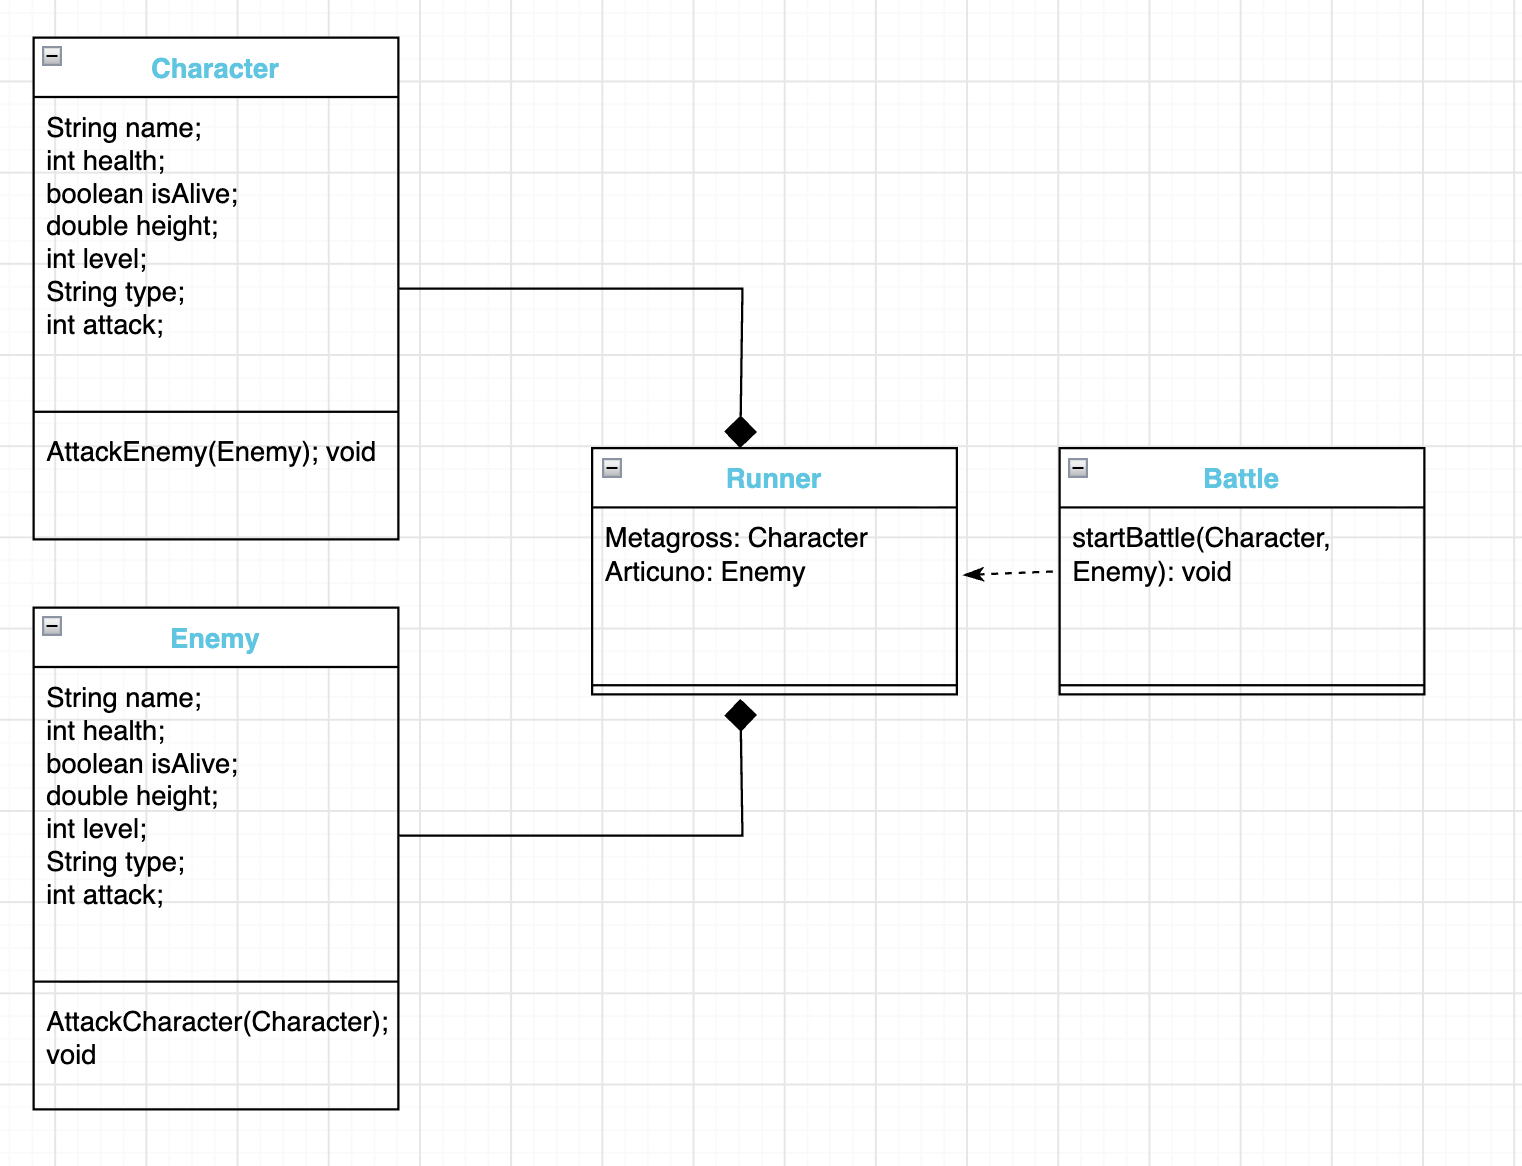 Character
String name;
int health;
boolean isAlive;
double height;
int level;
String type;
int attack;
AttackEnemy(Enemy); void
Runner
Metagross: Character
Articuno: Enemy
Battle
startBattle(Character,
Enemy): void
Enemy
String name;
int health;
boolean isAlive;
double height;
int level;
String type;
int attack;
AttackCharacter(Character);
void